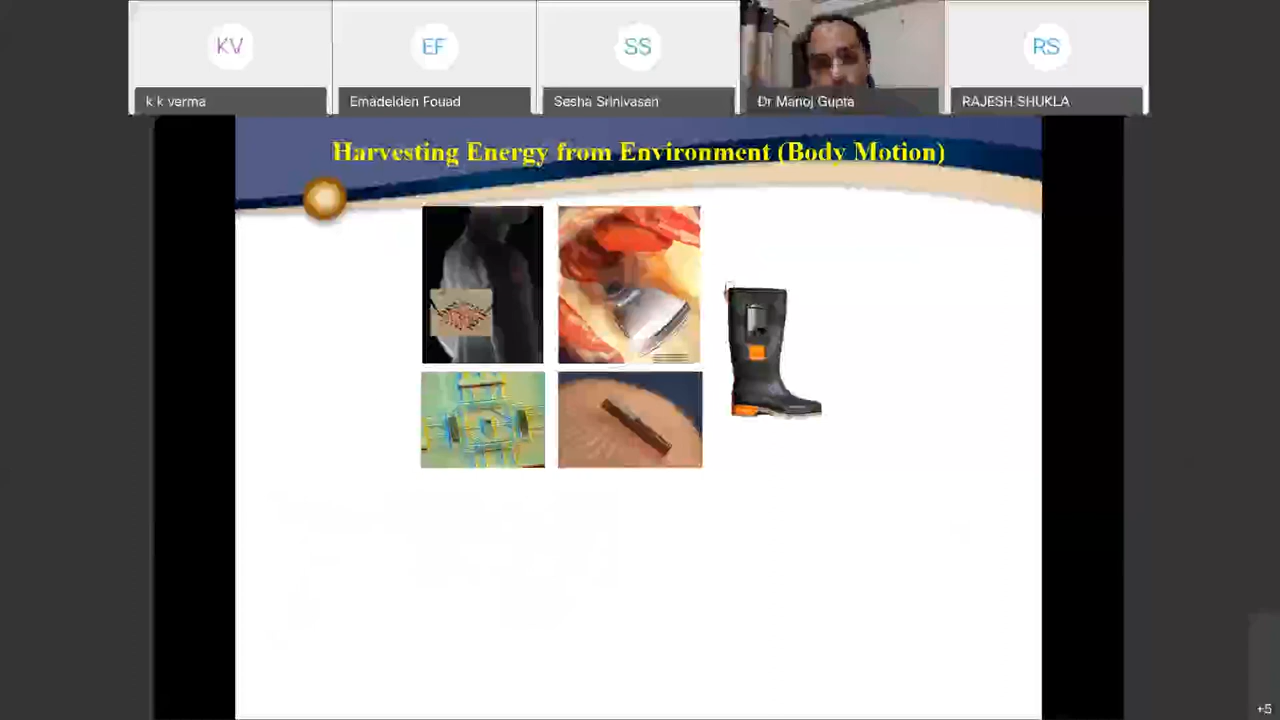 KV
EF
SS
RS
k k verma
Emadelden Fouad
Sesha Srinivasan
Dr Manoj Gupta
RAJESH SHUKLA
Harvesting Energy from Environment (Body Motion)
+5